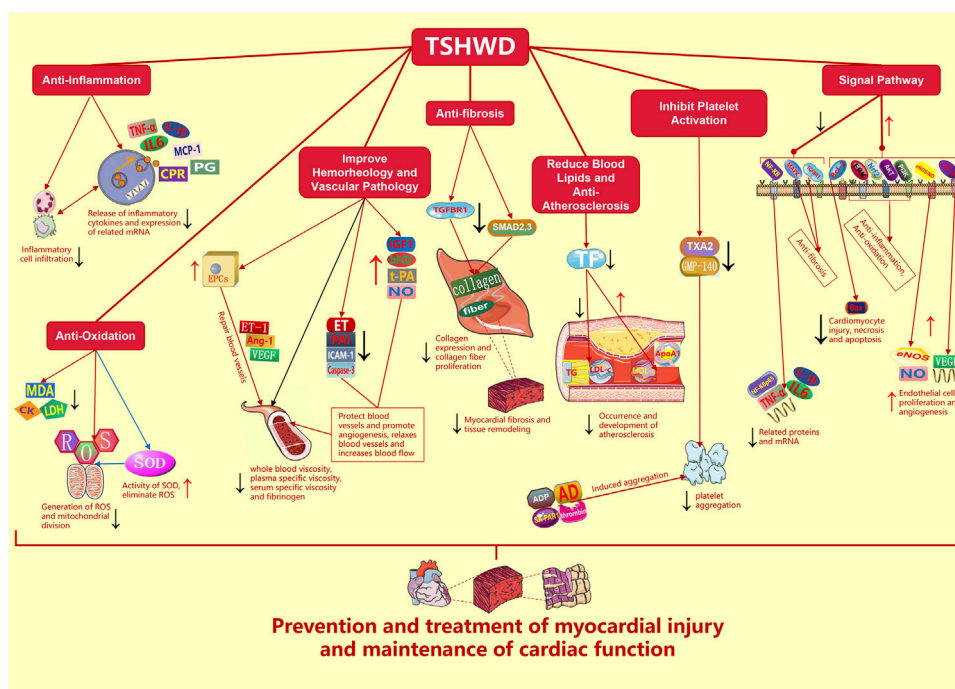 TSHWD
Anti-Inflammation
Signal Pathway
Anti-fibrosis
Inhibit Platelet
Activation
Improve
Hemorheology and
Vascular Pathology
Reduce Blood
Lipids and
Anti-
Atherosclerosis
Anti-Oxidation
TNF-α
IL6
MCP-1
CPR
PG
Release of inflammatory
cytokines and expression
of related mRNA
Inflammatory
cell infiltration
MDA
CK
LDH
R
O
S
SOD
Activity of SOD,
eliminate ROS
Generation of ROS
and mitochondrial
division
EPCs
Repair blood vessels
ET-1
Ang-1
VEGF
IGF1
t-PA
NO
ET
PAI
ICAM-1
Caspase-3
Protect blood
vessels and promote
angiogenesis, relaxes
blood vessels and
increases blood flow
whole blood viscosity,
plasma specific viscosity,
serum specific viscosity
and fibrinogen
TGFBR1
SMAD2,3
collagen
fiber
Collagen
expression and
collagen fiber
proliferation
Myocardial fibrosis and
tissue remodeling
TF
TG
LDL-c
HDL-c
ApoA1
Occurrence and
development of
atherosclerosis
TXA2
GMP-140
ADP
AD
thrombin
Induced aggregation
platelet
aggregation
NF-KB
ERK
Nrf2
AKT
PI3K
Anti-fibrosis
Anti-inflammation,
Anti-oxidation
Bax
Cardiomyocyte
injury, necrosis
and apoptosis
eNOS
NO
VEGF
Endothelial cell
proliferation and
angiogenesis
TNF-α
IL6
Related proteins
and mRNA
Prevention and treatment of myocardial injury
and maintenance of cardiac function